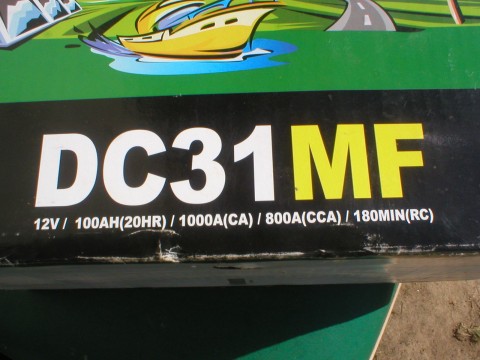 DC31MF
12V / 100AH(20HR) / 1000A(CA) / 800A(CCA) / 180MIN(RC)